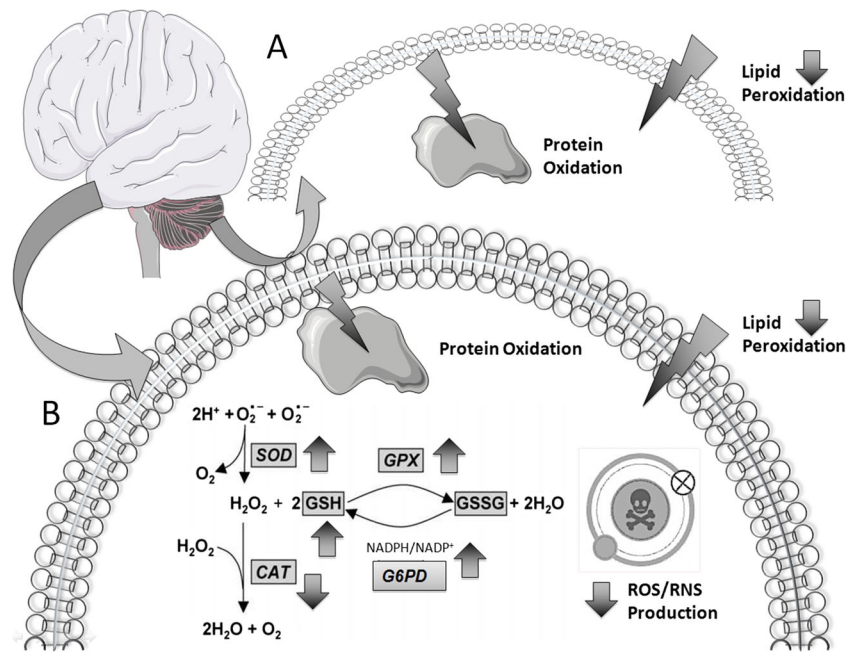 A
Lipid
Peroxidation
Protein
Oxidation
Lipid
Peroxidation
Protein Oxidation
B
2H⁺ + O₂•⁻ + O₂•⁻
SOD
GPX
O₂
H₂O₂ + 2 GSH
GSSG + 2H₂O
H₂O₂
NADPH/NADP⁺
CAT
G6PD
ROS/RNS
Production
2H₂O + O₂